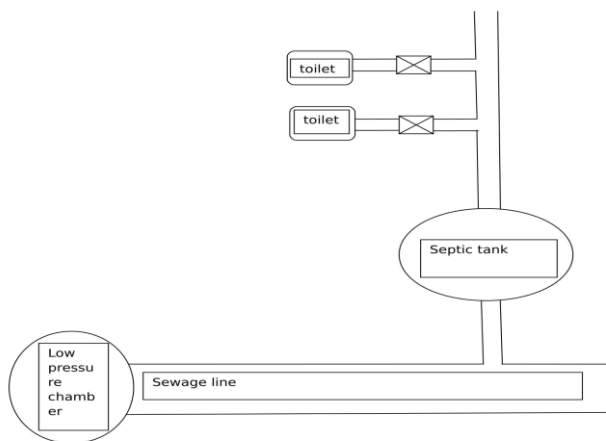 toilet
toilet
Septic tank
Low
pressu
re
chamb
er
Sewage line